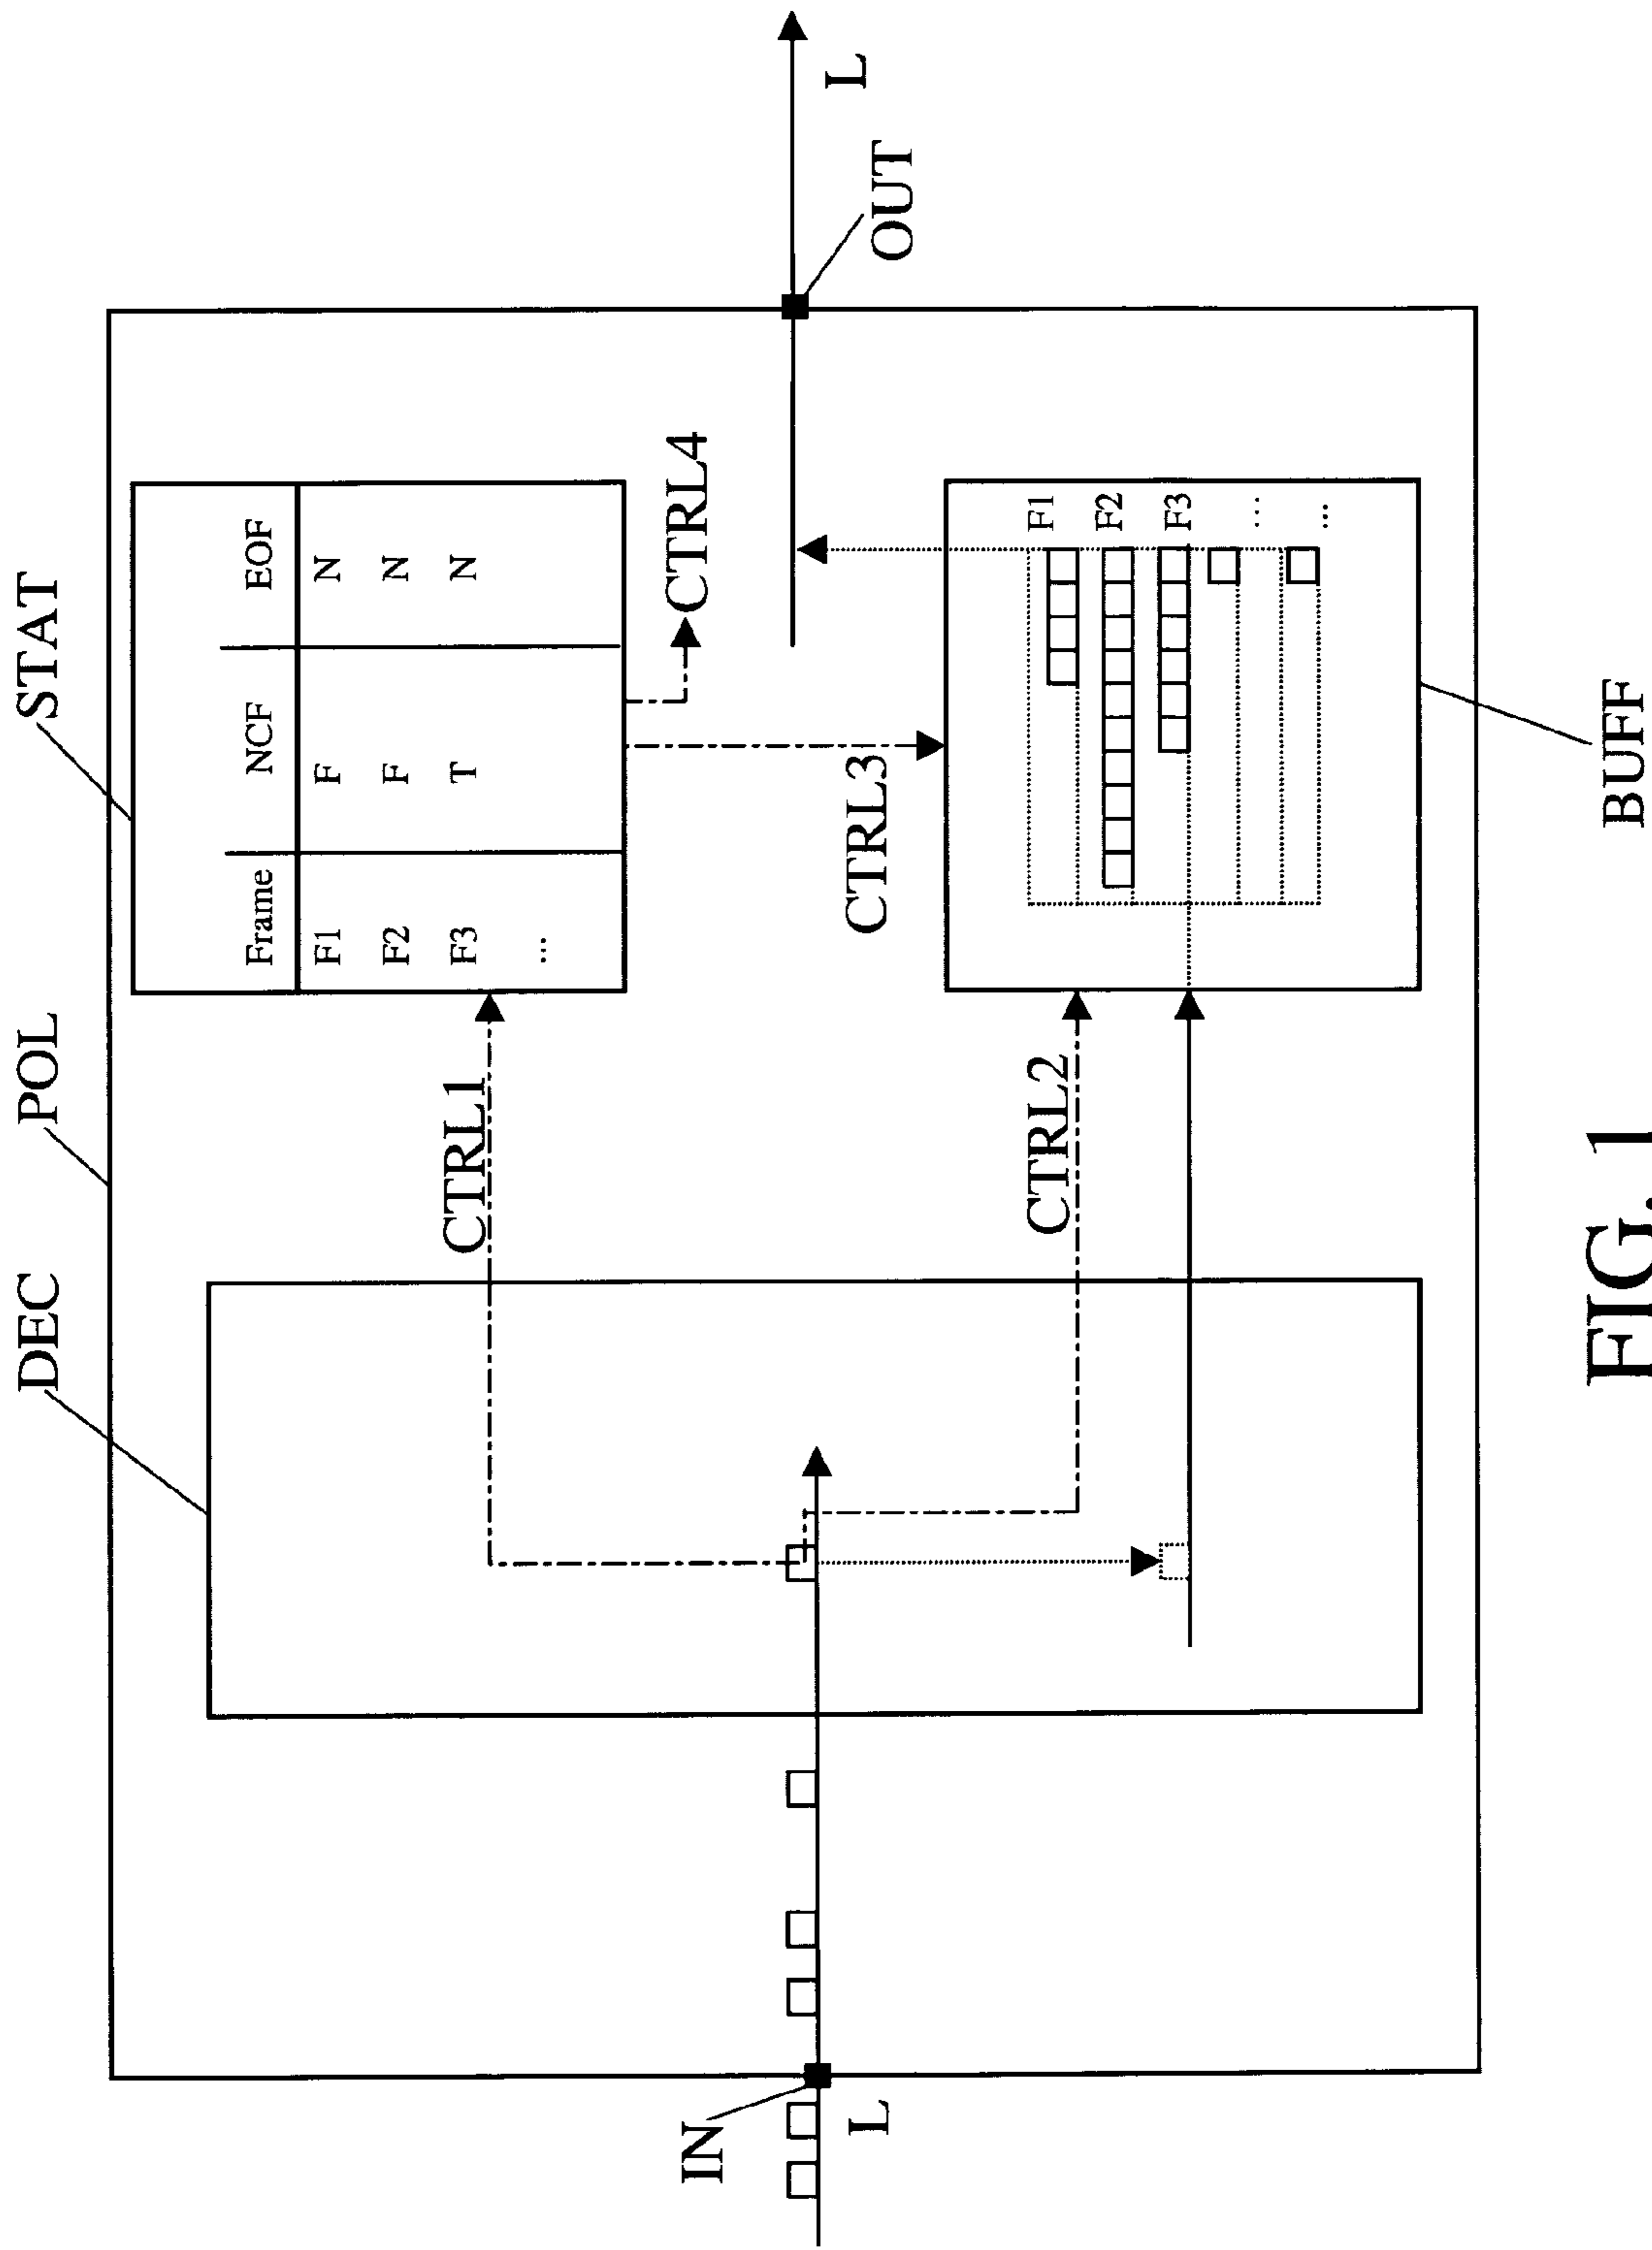 DEC
POL
STAT
Frame NCF EOF
F1 F N
F2 F N
F3 T N
...
CTRL1
CTRL4
L
OUT
IN
L
CTRL3
CTRL2
F1
F2
F3
...
...
BUFF
FIG. 1